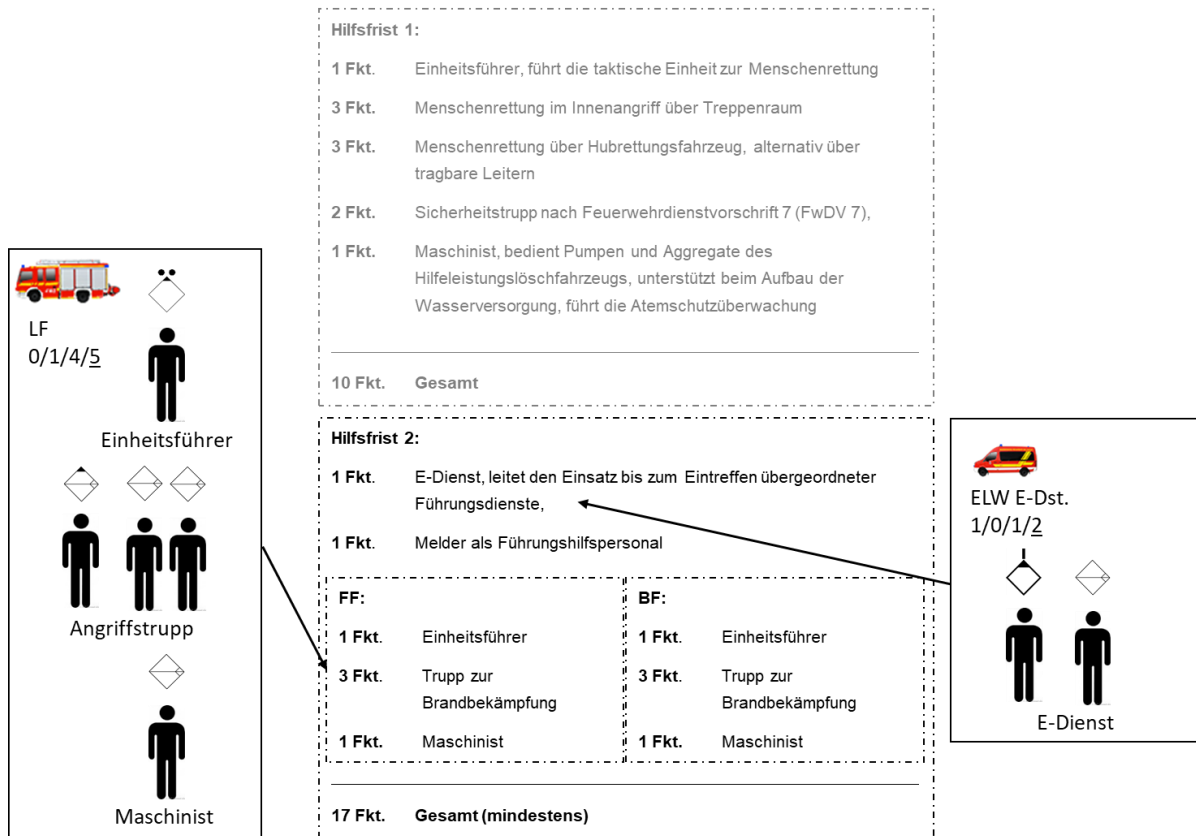 Hilfsfrist 1:
1 Fkt. Einheitsführer, führt die taktische Einheit zur Menschenrettung
3 Fkt. Menschenrettung im Innenangriff über Treppenraum
3 Fkt. Menschenrettung über Hubrettungsfahrzeug, alternativ über
tragbare Leitern
2 Fkt. Sicherheitstrupp nach Feuerwehrdienstvorschrift 7 (FwDV 7),
1 Fkt. Maschinist, bedient Pumpen und Aggregate des
Hilfeleistungslöschfahrzeugs, unterstützt beim Aufbau der
Wasserversorgung, führt die Atemschutzüberwachung
10 Fkt. Gesamt
LF
0/1/4/5
Einheitsführer
Angriffstrupp
Maschinist
Hilfsfrist 2:
1 Fkt. E-Dienst, leitet den Einsatz bis zum Eintreffen übergeordneter
Führungsdienste,
1 Fkt. Melder als Führungshilfspersonal
FF:
1 Fkt. Einheitsführer
3 Fkt. Trupp zur
Brandbekämpfung
1 Fkt. Maschinist
BF:
1 Fkt. Einheitsführer
3 Fkt. Trupp zur
Brandbekämpfung
1 Fkt. Maschinist
17 Fkt. Gesamt (mindestens)
ELW E-Dst.
1/0/1/2
E-Dienst